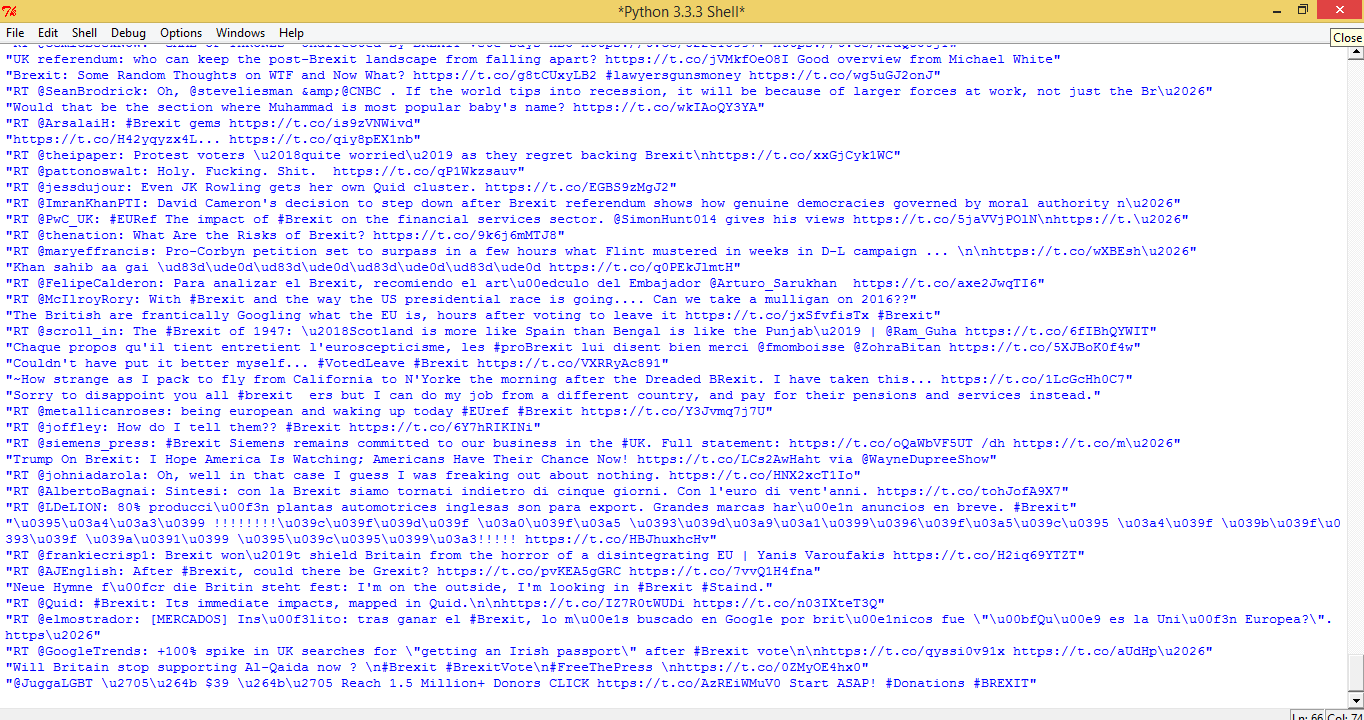 *Python 3.3.3 Shell*
File Edit Shell Debug Options Windows Help
Close
"UK referendum: who can keep the post-Brexit landscape from falling apart? https://t.co/jVMkfOeO8I Good overview from Michael White"
"Brexit: Some Random Thoughts on WTF and Now What? https://t.co/g8tCUxyLB2 #lawyersgunsmoney https://t.co/wg5uGJ2onJ"
"RT @SeanBrodrick: Oh, @steveliesman &amp;@CNBC . If the world tips into recession, it will be because of larger forces at work, not just the Br\u2026"
"Would that be the section where Muhammad is most popular baby's name? https://t.co/wkIAoQY3YA"
"RT @ArsalaiH: #Brexit gems https://t.co/is9zVNWivd"
"https://t.co/H42yqyzx4L... https://t.co/qiy8pEX1nb"
"RT @theipaper: Protest voters \u2018quite worried\u2019 as they regret backing Brexit\nhttps://t.co/xxGjCyk1WC"
"RT @pattonoswalt: Holy. Fucking. Shit.  https://t.co/qP1Wkzsauv"
"RT @jessdujour: Even JK Rowling gets her own Quid cluster. https://t.co/EGBS9zMgJ2"
"RT @ImranKhanPTI: David Cameron's decision to step down after Brexit referendum shows how genuine democracies governed by moral authority n\u2026"
"RT @PwC_UK: #EURef The impact of #Brexit on the financial services sector. @SimonHunt014 gives his views https://t.co/5jaVVjPOlN\nhttps://t.\u2026"
"RT @thenation: What Are the Risks of Brexit? https://t.co/9k6j6mMTJ8"
"RT @maryeffrancis: Pro-Corbyn petition set to surpass in a few hours what Flint mustered in weeks in D-L campaign ... \n\nhttps://t.co/wXBEsh\u2026"
"Khan sahib aa gai \ud83d\ude0d\ud83d\ude0d\ud83d\ude0d\ud83d\ude0d https://t.co/q0PEkJlmtH"
"RT @FelipeCalderon: Para analizar el Brexit, recomiendo el art\u00edculo del Embajador @Arturo_Sarukhan  https://t.co/axe2JwqTI6"
"RT @McIlroyRory: With #Brexit and the way the US presidential race is going.... Can we take a mulligan on 2016??"
"The British are frantically Googling what the EU is, hours after voting to leave it https://t.co/jxSfvfisTx #Brexit"
"RT @scroll_in: The #Brexit of 1947: \u2018Scotland is more like Spain than Bengal is like the Punjab\u2019 | @Ram_Guha https://t.co/6fIBhQYWIT"
"Chaque propos qu'il tient entretient l'euroscepticisme, les #proBrexit lui disent bien merci @fmomboisse @ZohraBitan https://t.co/5XJBoK0f4w"
"Couldn't have put it better myself... #VotedLeave #Brexit https://t.co/VXRRyAc891"
"~How strange as I pack to fly from California to N'Yorke the morning after the Dreaded BRexit. I have taken this... https://t.co/1LcGcHh0C7"
"Sorry to disappoint you all #brexit  ers but I can do my job from a different country, and pay for their pensions and services instead."
"RT @metallicanroses: being european and waking up today #EUref #Brexit https://t.co/Y3Jvmq7j7U"
"RT @joffley: How do I tell them?? #Brexit https://t.co/6Y7hRIKINi"
"RT @siemens_press: #Brexit Siemens remains committed to our business in the #UK. Full statement: https://t.co/oQaWbVF5UT /dh https://t.co/m\u2026"
"Trump On Brexit: I Hope America Is Watching; Americans Have Their Chance Now! https://t.co/LCs2AwHaht via @WayneDupreeShow"
"RT @johniadarola: Oh, well in that case I guess I was freaking out about nothing. https://t.co/HNX2xcT1Io"
"RT @AlbertoBagnai: Sintesi: con la Brexit siamo tornati indietro di cinque giorni. Con l'euro di vent'anni. https://t.co/tohJofA9X7"
"RT @LDeLION: 80% producci\u00f3n plantas automotrices inglesas son para export. Grandes marcas har\u00e1n anuncios en breve. #Brexit"
"\u0395\u03a4\u03a3\u0399 !!!!!!!!\u039c\u039f\u039d\u039f \u03a0\u039f\u03a5 \u0393\u039d\u03a9\u03a1\u0399\u0396\u039f\u03a5\u039c\u0395 \u03a4\u039f \u039b\u039f\u0
393\u039f \u039a\u0391\u0399 \u0395\u039c\u0395\u0399\u03a3!!!!! https://t.co/HBJhuxhcHv"
"RT @frankiecrisp1: Brexit won\u2019t shield Britain from the horror of a disintegrating EU | Yanis Varoufakis https://t.co/H2iq69YTZT"
"RT @AJEnglish: After #Brexit, could there be Grexit? https://t.co/pvKEA5gGRC https://t.co/7vvQ1H4fna"
"Neue Hymne f\u00fcr die Britin steht fest: I'm on the outside, I'm looking in #Brexit #Staind."
"RT @Quid: #Brexit: Its immediate impacts, mapped in Quid.\n\nhttps://t.co/IZ7R0tWUDi https://t.co/n03IXteT3Q"
"RT @elmostrador: [MERCADOS] Ins\u00f3lito: tras ganar el #Brexit, lo m\u00e1s buscado en Google por brit\u00e1nicos fue \"\u00bfQu\u00e9 es la Uni\u00f3n Europea?\".
https\u2026"
"RT @GoogleTrends: +100% spike in UK searches for \"getting an Irish passport\" after #Brexit vote\n\nhttps://t.co/qyssi0v91x https://t.co/aUdHp\u2026"
"Will Britain stop supporting Al-Qaida now ? \n#Brexit #BrexitVote\n#FreeThePress \nhttps://t.co/0ZMyOE4hx0"
"@JuggaLGBT \u2705\u264b $39 \u264b\u2705 Reach 1.5 Million+ Donors CLICK https://t.co/AzREiWMuV0 Start ASAP! #Donations #BREXIT"
Ln: 66 Col: 74